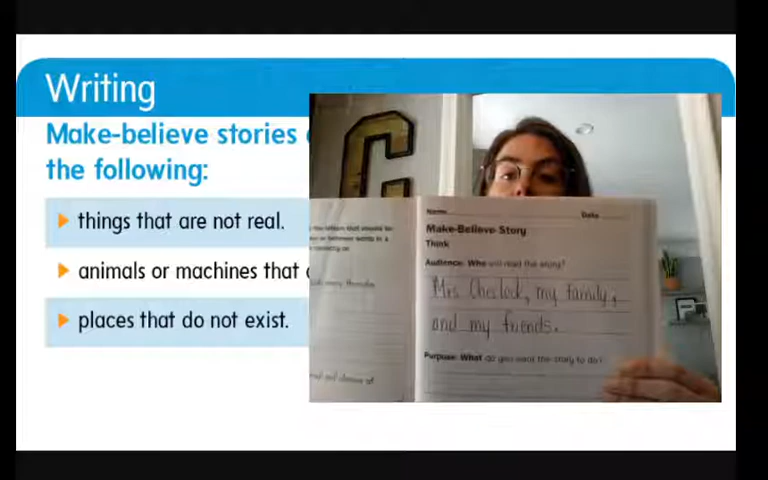 Writing
Make-believe stories
the following:
things that are not real.
animals or machines that
places that do not exist.
G
Name
Date
Make-Believe Story
Think
Audience: Who will read the story?
my family,
and my friends.
Purpose: What do you want the story to do?